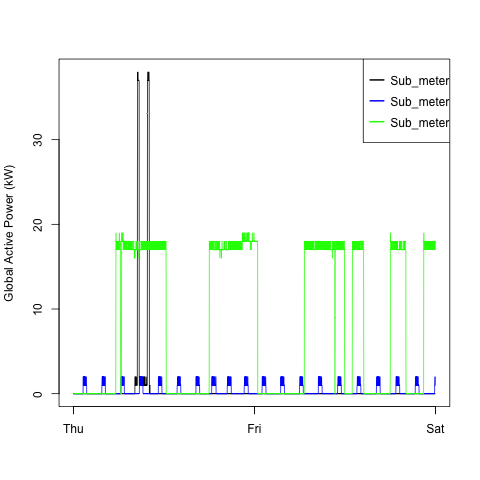 Sub_meter
Sub_meter
Sub_meter
Global Active Power (kW)
30
20
10
0
Thu Fri Sat